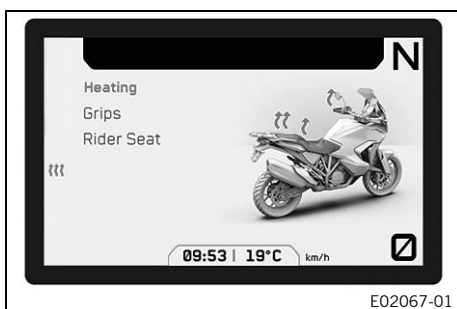 N
Heating
Grips
Rider Seat
09:53 | 19°C km/h
0
E02067-01